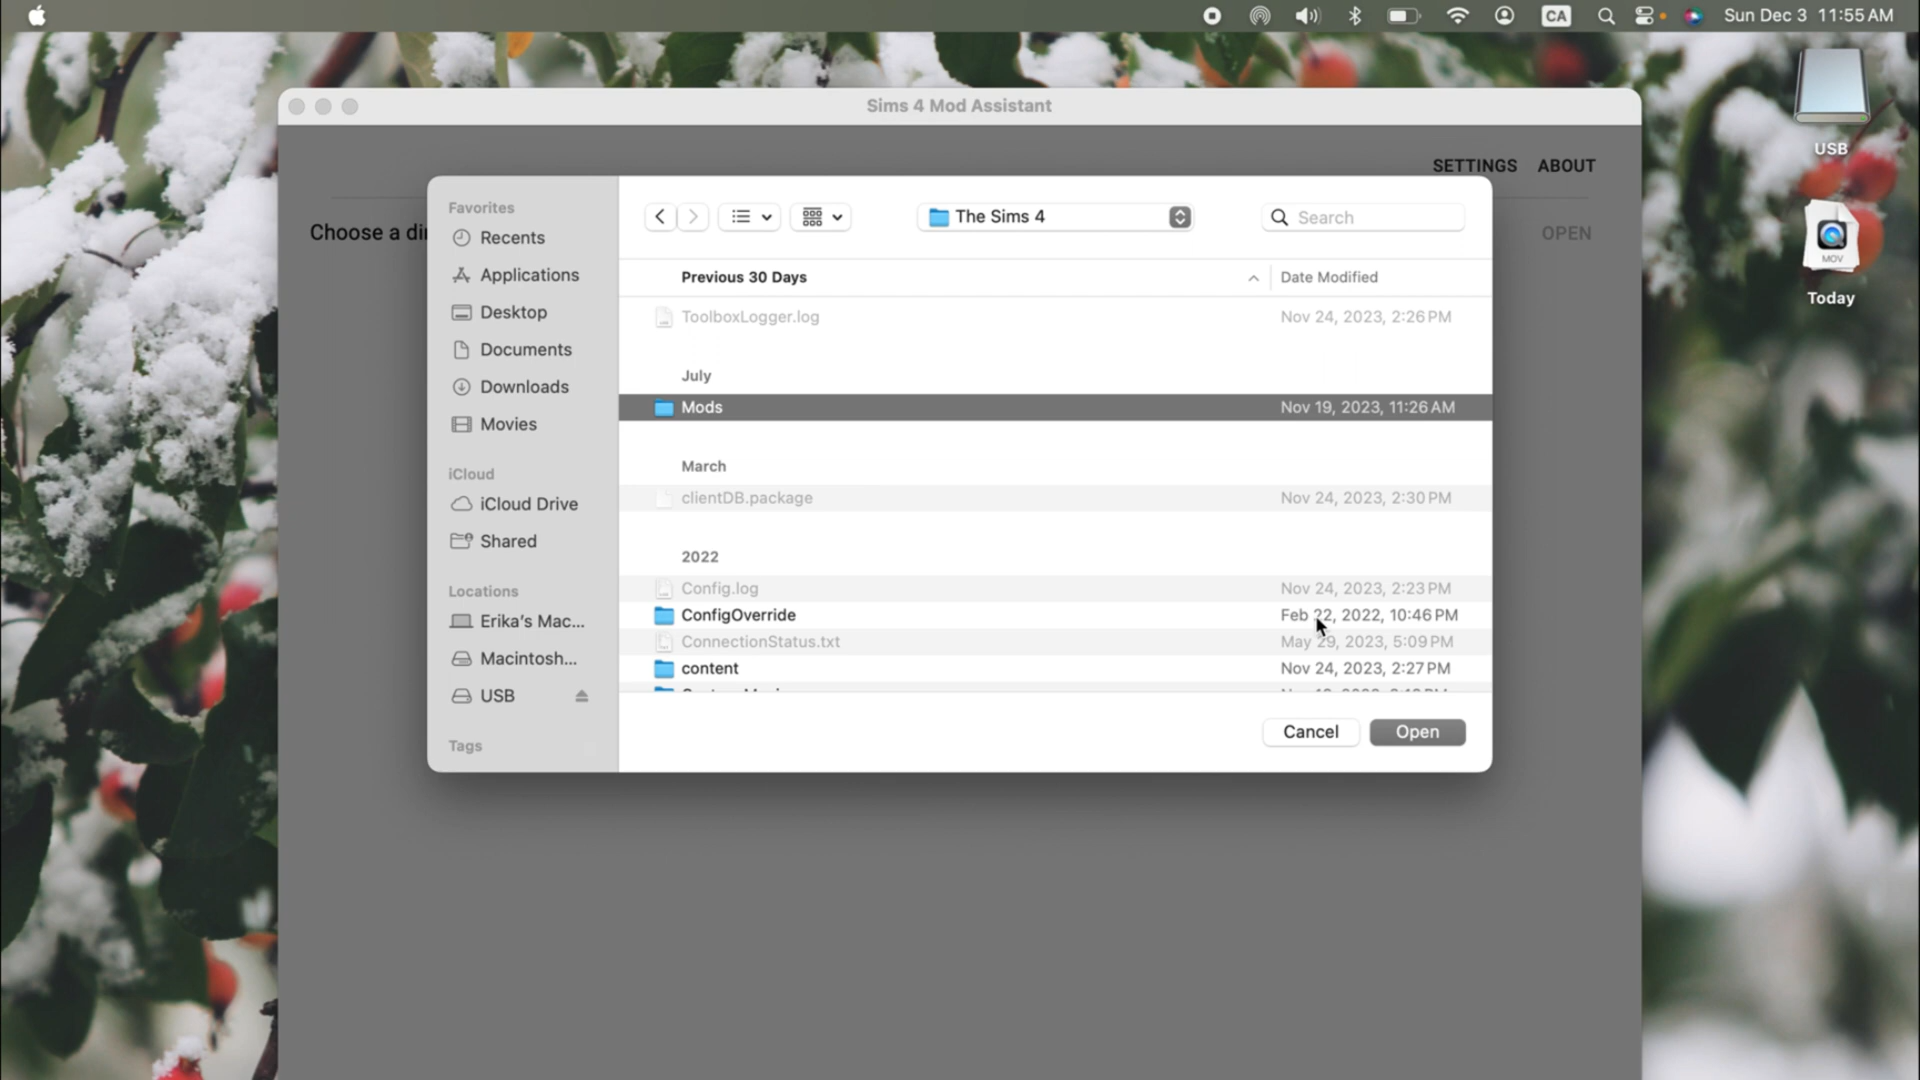 CA
Sun Dec 3 11:55 AM
Sims 4 Mod Assistant
SETTINGS ABOUT
Choose a di
OPEN
USB
MOV
Today
Favorites
Recents
Applications
Desktop
Documents
Downloads
Movies
iCloud
iCloud Drive
Shared
Locations
Erika's Mac...
Macintosh...
USB
Tags
The Sims 4
Search
Previous 30 Days Date Modified
ToolboxLogger.log Nov 24, 2023, 2:26 PM
July
Mods Nov 19, 2023, 11:26 AM
March
clientDB.package Nov 24, 2023, 2:30 PM
2022
Config.log Nov 24, 2023, 2:23 PM
ConfigOverride Feb 22, 2022, 10:46 PM
ConnectionStatus.txt May 29, 2023, 5:09 PM
content Nov 24, 2023, 2:27 PM
Cancel Open